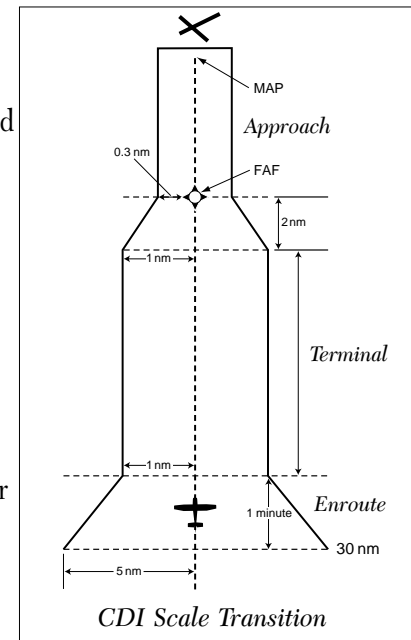 MAP
d
Approach
0.3 nm
FAF
2 nm
1 nm
Terminal
1 nm
r
Enroute
1 minute
30 nm
5 nm
CDI Scale Transition